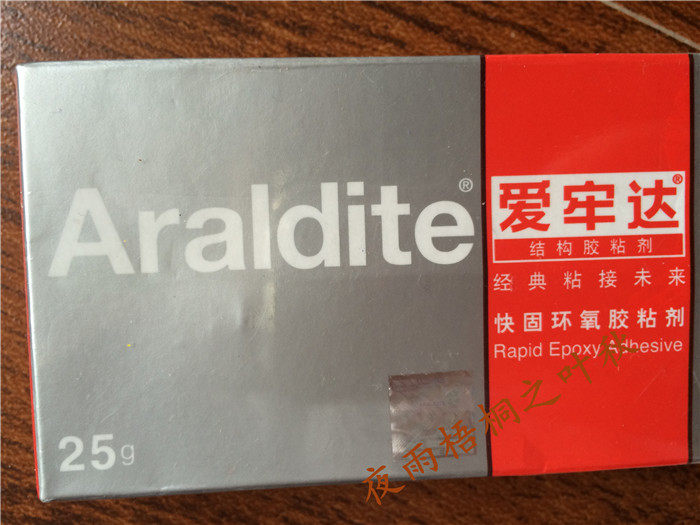 Araldite®
25g
爱牢达®
结构胶粘剂
经典粘接未来
快固环氧胶粘剂
Rapid Epoxy Adhesive
夜雨梧桐之叶秋